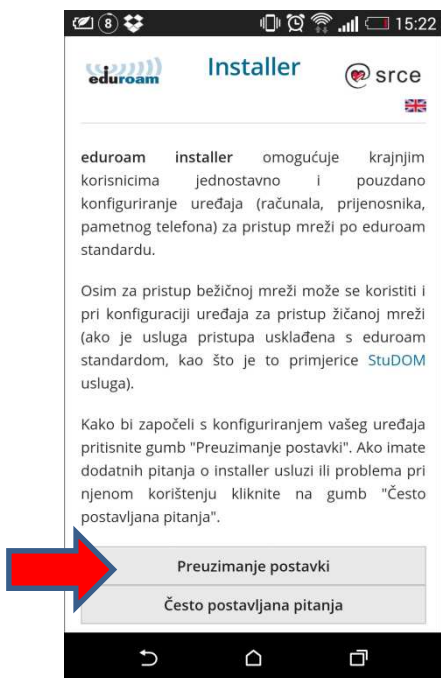 8 15:22
eduroam Installer srce
eduroam installer omogućuje krajnjim
korisnicima jednostavno i pouzdano
konfiguriranje uređaja (računala, prijenosnika,
pametnog telefona) za pristup mreži po eduroam
standardu.
Osim za pristup bežičnoj mreži može se koristiti i
pri konfiguraciji uređaja za pristup žičanoj mreži
(ako je usluga pristupa usklađena s eduroam
standardom, kao što je to primjerice StuDOM
usluga).
Kako bi započeli s konfiguriranjem vašeg uređaja
pritisnite gumb "Preuzimanje postavki". Ako imate
dodatnih pitanja o installer usluzi ili problema pri
njenom korištenju kliknite na gumb "Često
postavljana pitanja".
Preuzimanje postavki
Često postavljana pitanja